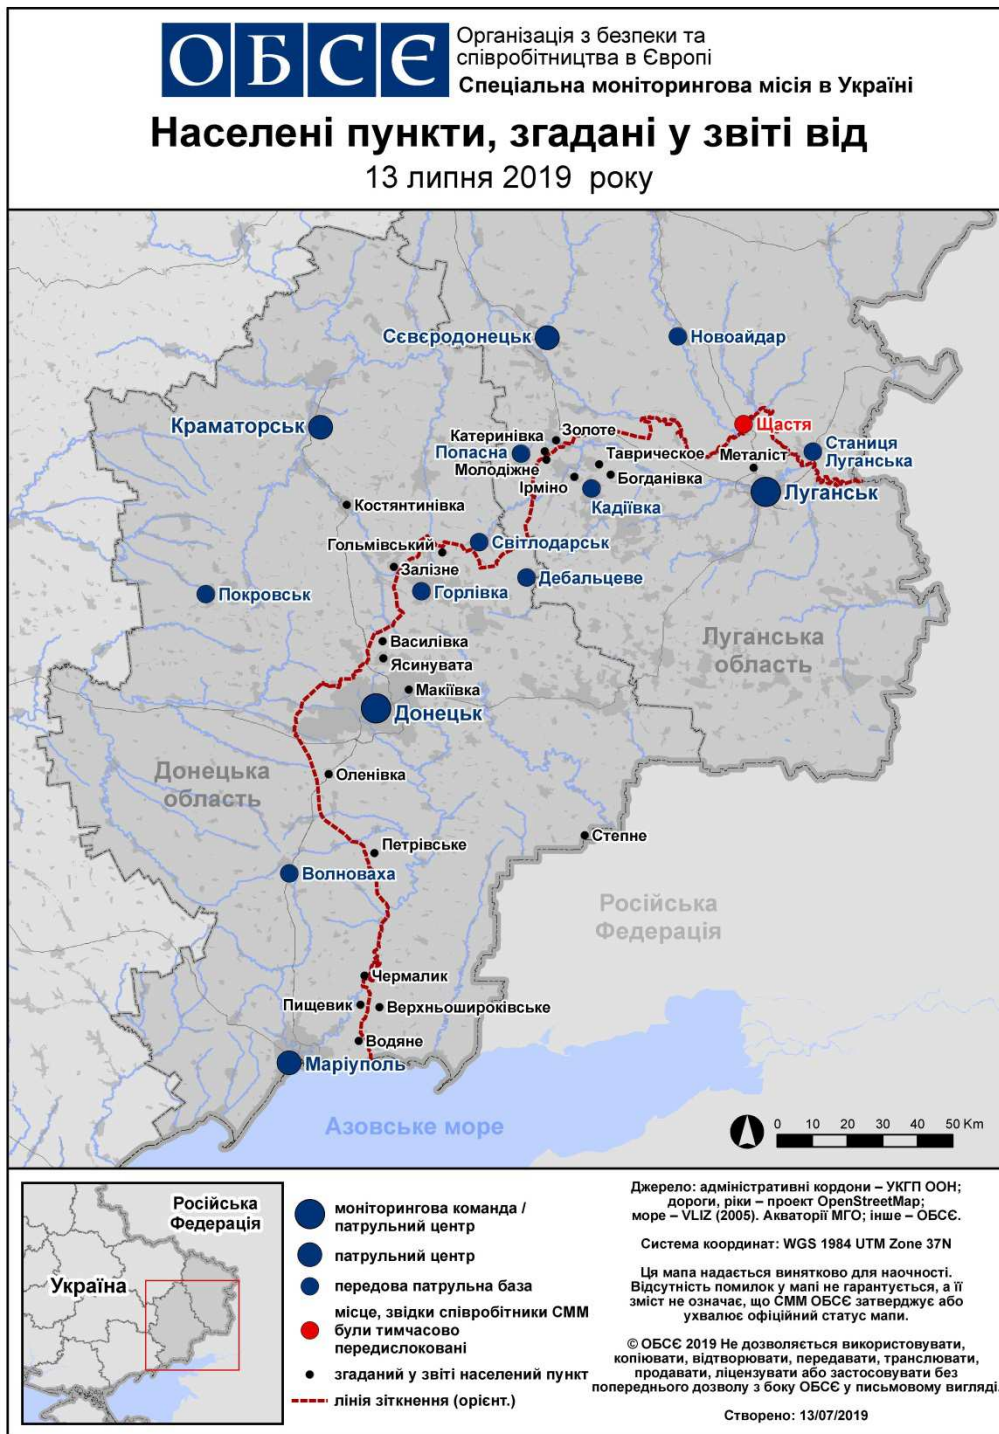 ОБСЄ
Організація з безпеки та
співробітництва в Європі
Спеціальна моніторингова місія в Україні
Населені пункти, згадані у звіті від
13 липня 2019 року
Сєвєродонецьк
Новоайдар
Краматорськ
Щастя
Золоте
Катеринівка
Попасна
Молодіжне
Таврическое
Металіст
Станиця
Луганська
Ірміно
Богданівка
Кадіївка
Луганськ
Костянтинівка
Гольмівський
Світлодарськ
Залізне
Дебальцеве
Горлівка
Покровськ
Василівка
Ясинувата
Луганська
область
Макіївка
Донецьк
Донецька
область
Оленівка
Степне
Петрівське
Волноваха
Російська
Федерація
Чермалик
Пищевик
Верхньошироківське
Водяне
Маріуполь
Азовське море
0 10 20 30 40 50 Km
Російська
Федерація
Україна
моніторингова команда /
патрульний центр
патрульний центр
передова патрульна база
місце, звідки співробітники СММ
були тимчасово
передислоковані
згаданий у звіті населений пункт
лінія зіткнення (орієнт.)
Джерело: адміністративні кордони – УКГП ООН;
дороги, ріки – проект OpenStreetMap;
море – VLIZ (2005). Акваторії МГО; інше – ОБСЄ.
Система координат: WGS 1984 UTM Zone 37N
Ця мапа надається винятково для наочності.
Відсутність помилок у мапі не гарантується, а її
зміст не означає, що СММ ОБСЄ затверджує або
ухвалює офіційний статус мапи.
© ОБСЄ 2019 Не дозволяється використовувати,
копіювати, відтворювати, передавати, транслювати,
продавати, ліцензувати або застосовувати без
попереднього дозволу з боку ОБСЄ у письмовому вигляді.
Створено: 13/07/2019